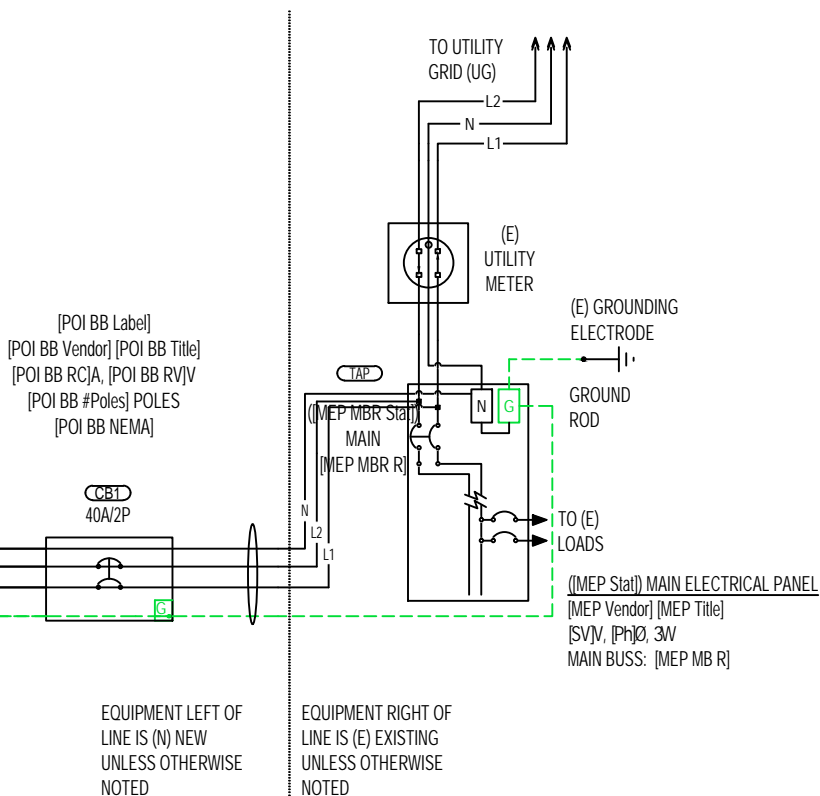 TO UTILITY
GRID (UG)
L2
N
L1
(E)
UTILITY
METER
(E) GROUNDING
ELECTRODE
GROUND
ROD
[POI BB Label]
[POI BB Vendor] [POI BB Title]
[POI BB RC]A, [POI BB RV]V
[POI BB #Poles] POLES
[POI BB NEMA]
TAP
([MEP MBR Stat])
MAIN
[MEP MBR R]
N
G
CB1
40A/2P
N
L2
L1
G
TO (E)
LOADS
([MEP Stat]) MAIN ELECTRICAL PANEL
[MEP Vendor] [MEP Title]
[SV]V, [Ph]Ø, 3W
MAIN BUSS: [MEP MB R]
EQUIPMENT LEFT OF
LINE IS (N) NEW
UNLESS OTHERWISE
NOTED
EQUIPMENT RIGHT OF
LINE IS (E) EXISTING
UNLESS OTHERWISE
NOTED